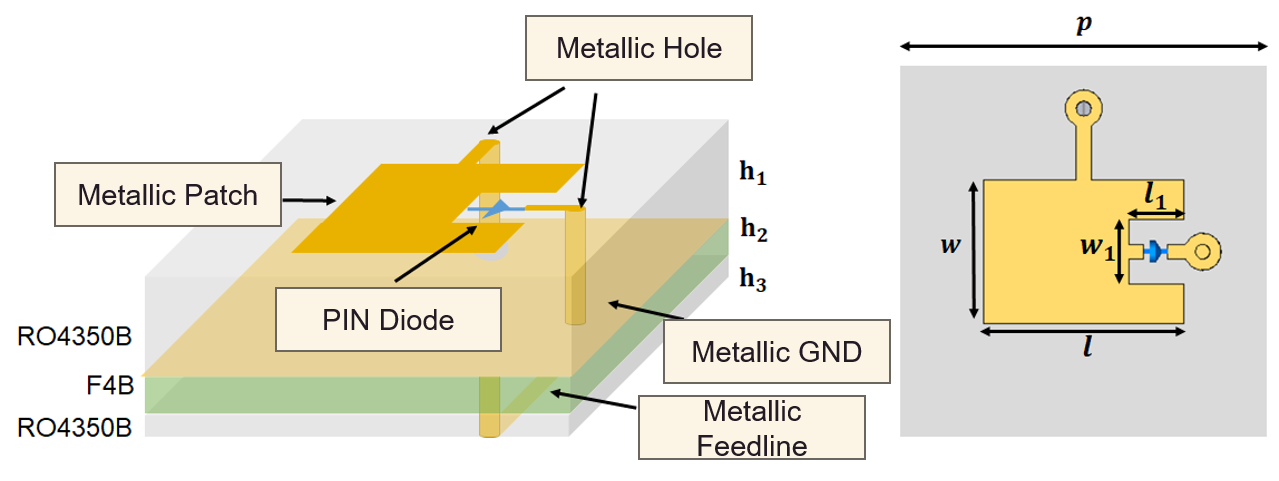 Metallic Hole
p
Metallic Patch
h1
l1
h2
w
w1
h3
PIN Diode
RO4350B
Metallic GND
l
F4B
Metallic
Feedline
RO4350B